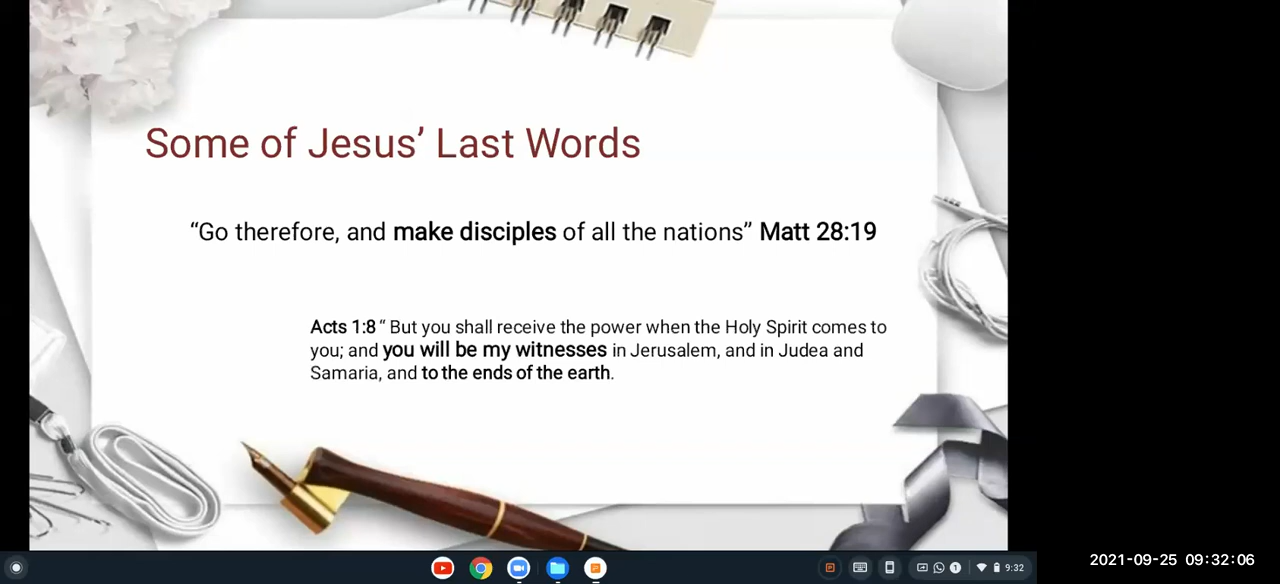 Some of Jesus’ Last Words
“Go therefore, and make disciples of all the nations” Matt 28:19
Acts 1:8 “ But you shall receive the power when the Holy Spirit comes to
you; and you will be my witnesses in Jerusalem, and in Judea and
Samaria, and to the ends of the earth.
1
9:32
2021-09-25 09:32:06